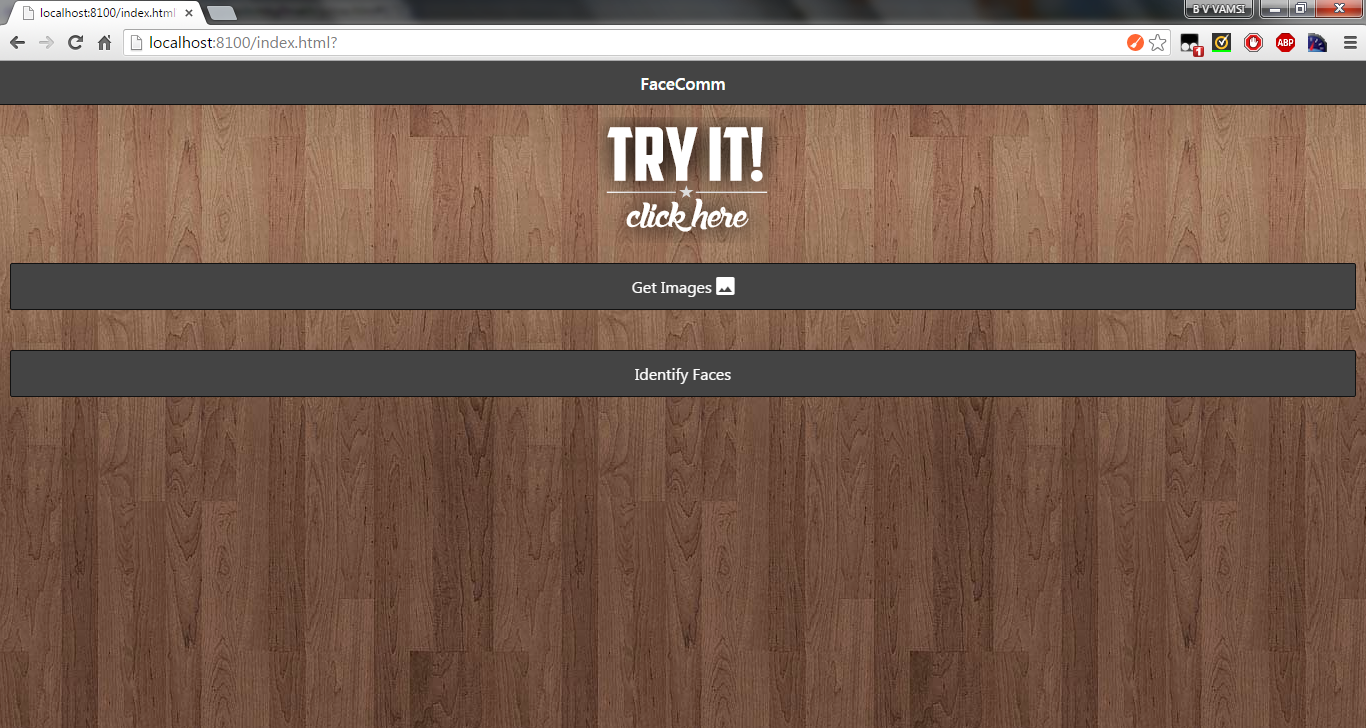 localhost:8100/index.html
B V VAMSI
localhost:8100/index.html?
1
ABP
FaceComm
TRY IT!
click here
Get Images
Identify Faces